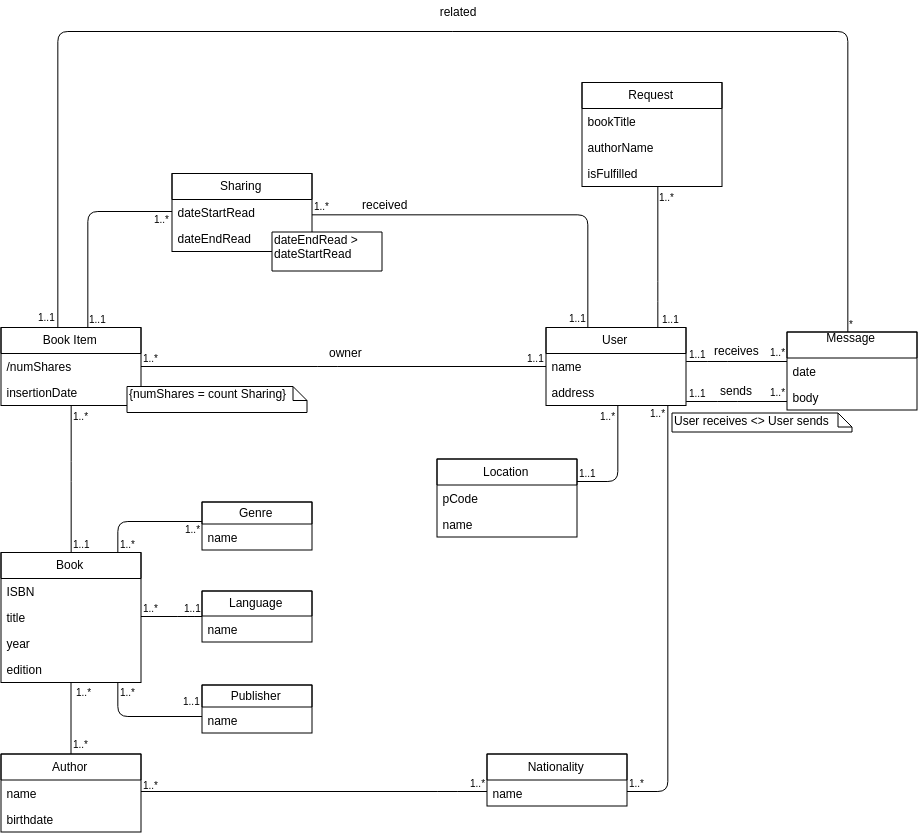 related
Request
bookTitle
authorName
isFulfilled
1..*
Sharing
dateStartRead
dateEndRead
1..*
1..*
received
dateEndRead >
dateStartRead
1..1
1..1
1..1
1..1
*
Book Item
/numShares
insertionDate
1..*
owner
1..1
User
name
address
1..1
receives
1..*
1..1
sends
1..*
Message
date
body
{numShares = count Sharing}
User receives <> User sends
1..*
1..*
1..*
Location
pCode
name
1..1
Genre
name
1..*
1..1
1..*
Book
ISBN
title
year
edition
1..*
1..1
Language
name
1..*
1..*
1..1
Publisher
name
1..*
Author
name
birthdate
1..*
1..*
Nationality
name
1..*